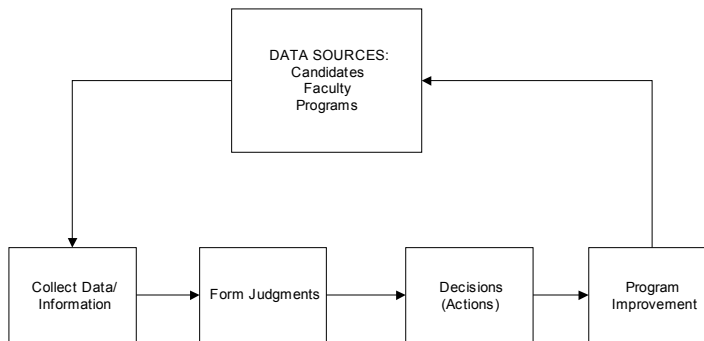 DATA SOURCES:
Candidates
Faculty
Programs
Collect Data/
Information
Form Judgments
Decisions
(Actions)
Program
Improvement